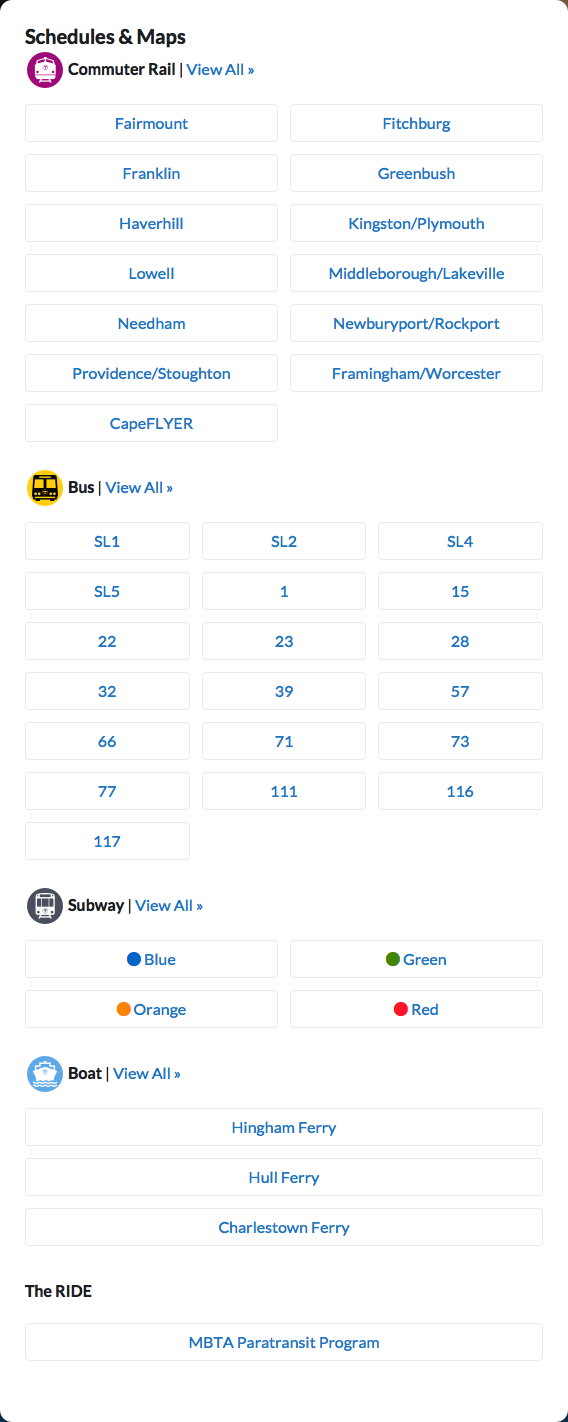 Schedules & Maps
Commuter Rail | View All »
Fairmount Fitchburg
Franklin Greenbush
Haverhill Kingston/Plymouth
Lowell Middleborough/Lakeville
Needham Newburyport/Rockport
Providence/Stoughton Framingham/Worcester
CapeFLYER
Bus | View All »
SL1 SL2 SL4
SL5 1 15
22 23 28
32 39 57
66 71 73
77 111 116
117
Subway | View All »
Blue Green
Orange Red
Boat | View All »
Hingham Ferry
Hull Ferry
Charlestown Ferry
The RIDE
MBTA Paratransit Program